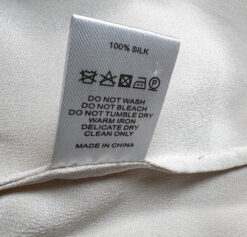 100% SILK
DO NOT WASH
DO NOT BLEACH
DO NOT TUMBLE DRY
WARM IRON
DELICATE DRY
CLEAN ONLY
MADE IN CHINA